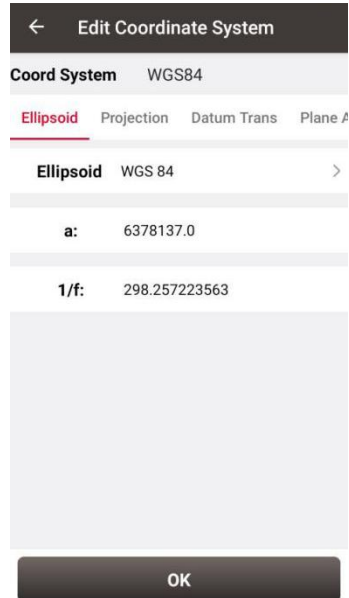 Edit Coordinate System
Coord System WGS84
Ellipsoid Projection Datum Trans Plane A
Ellipsoid WGS 84
a: 6378137.0
1/f: 298.257223563
OK